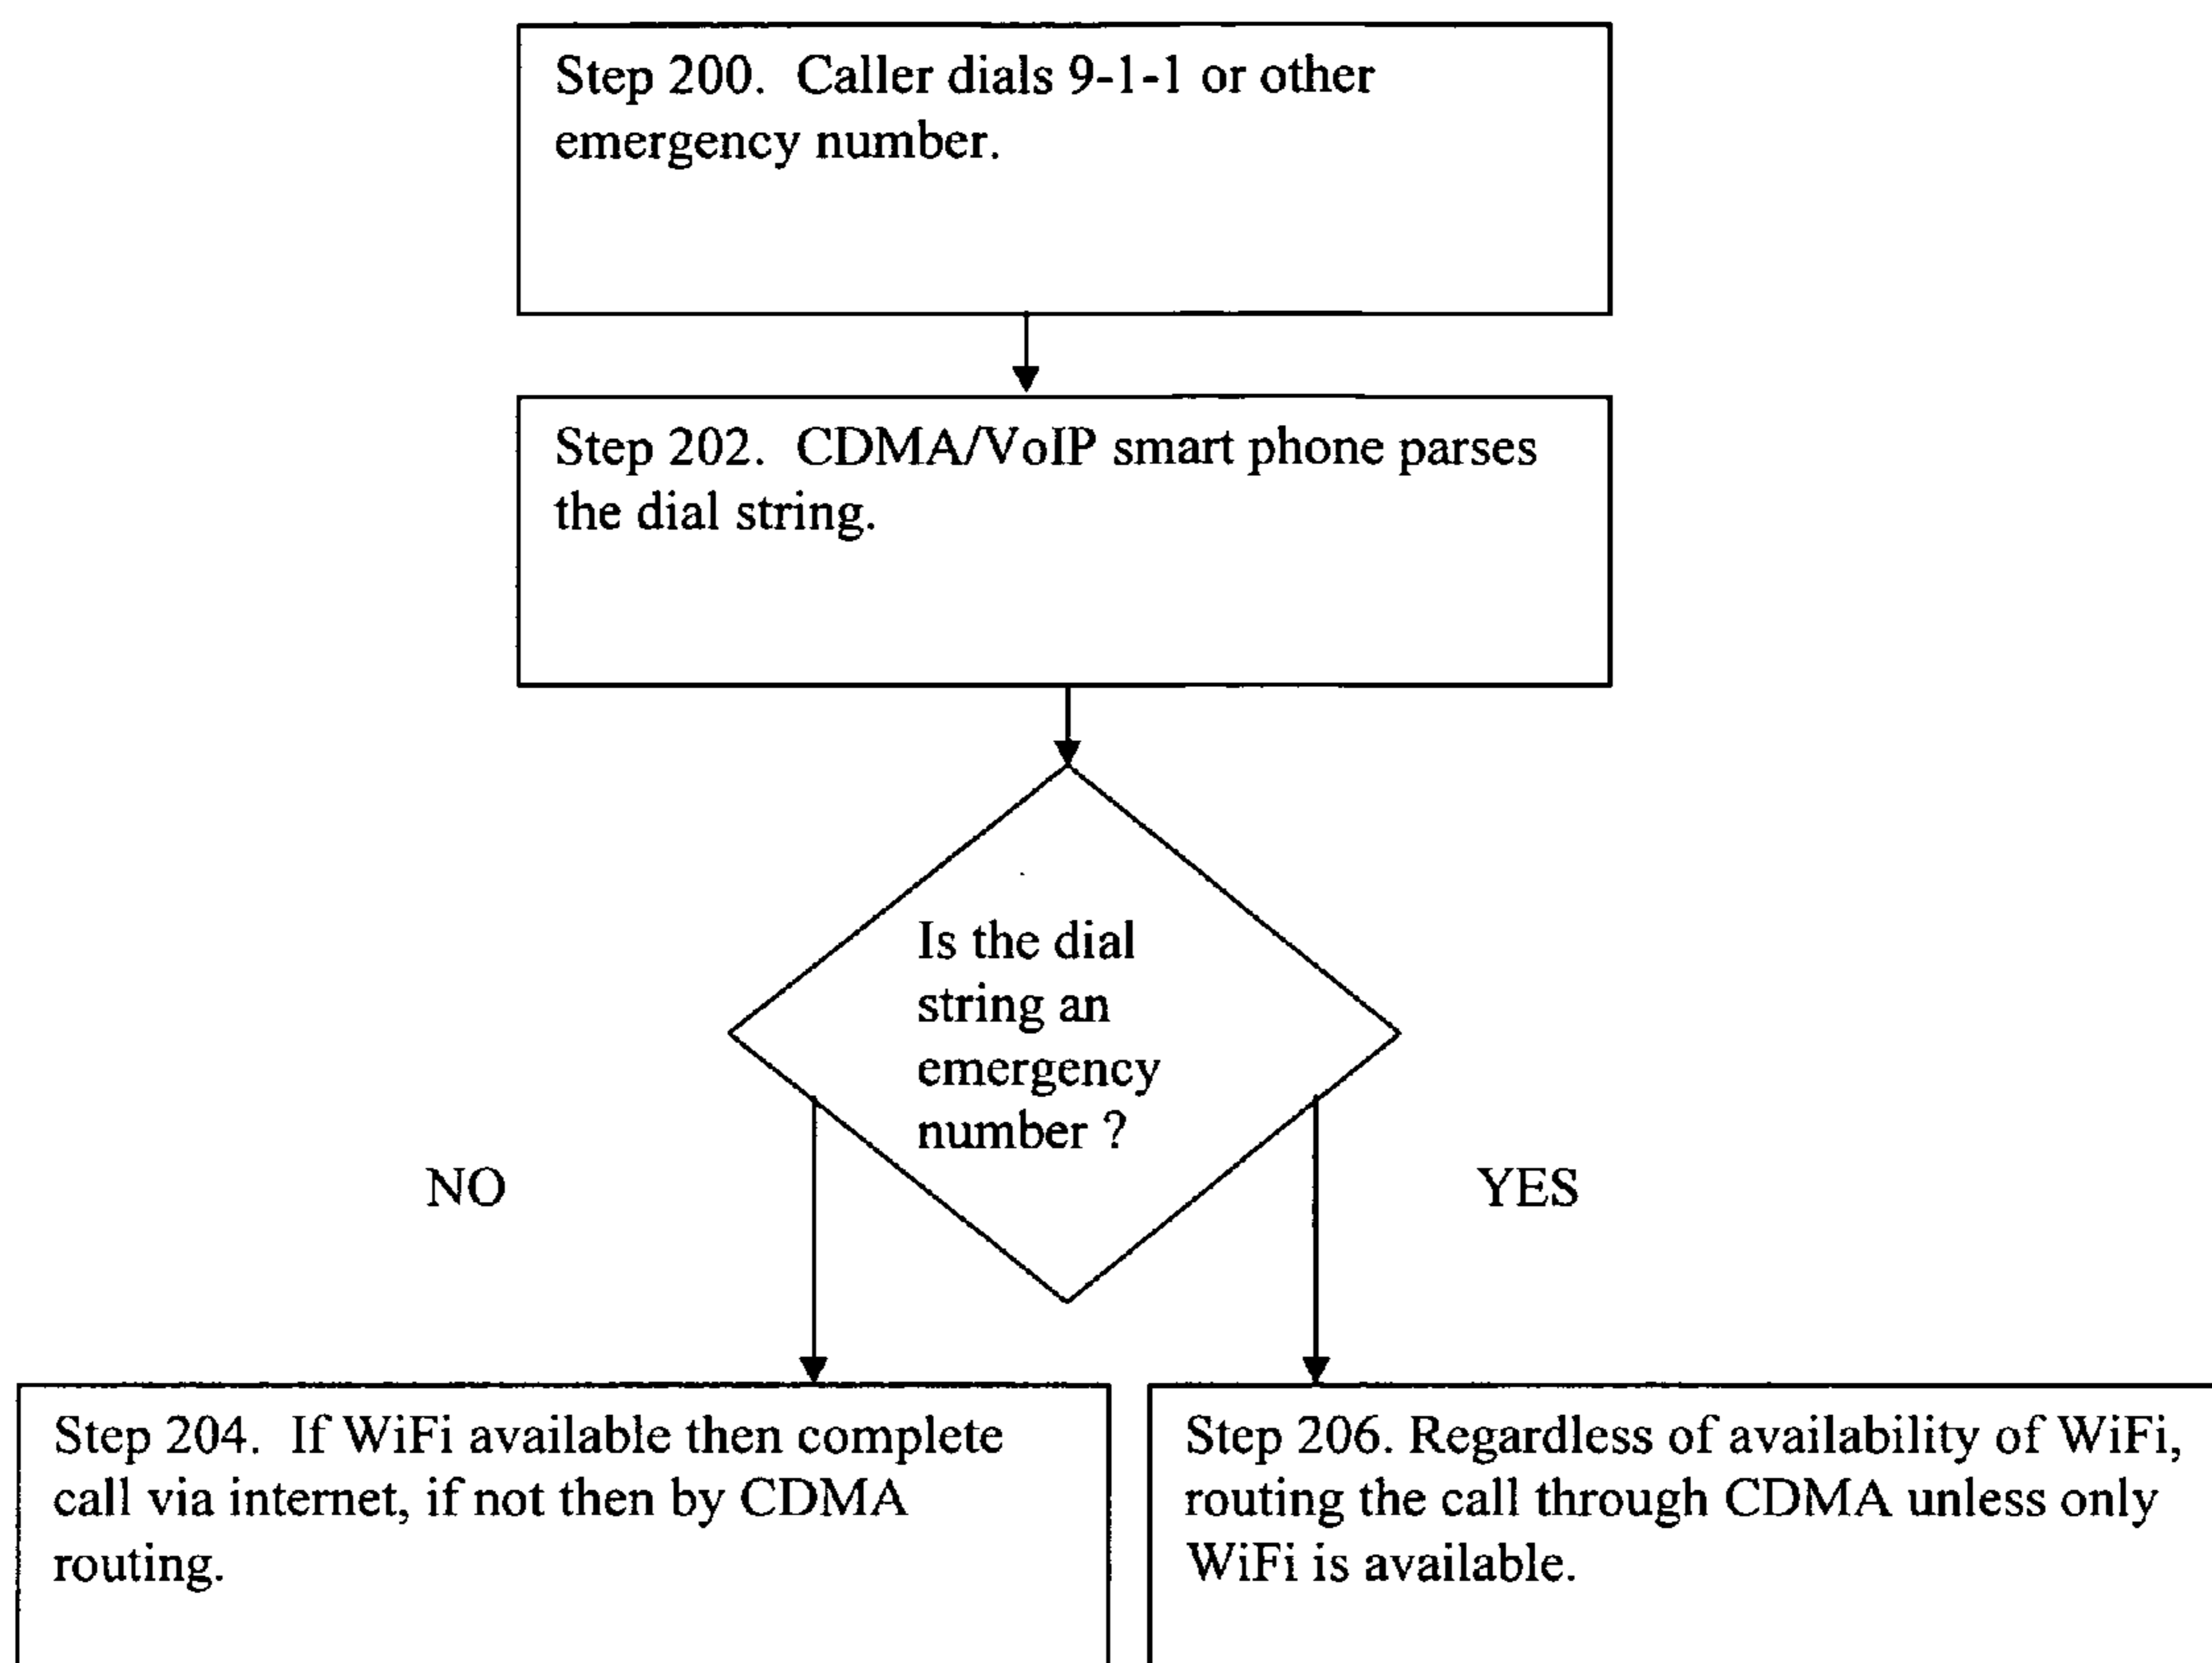 Step 200.  Caller dials 9-1-1 or other
emergency number.
Step 202.  CDMA/VoIP smart phone parses
the dial string.
Is the dial
string an
emergency
number ?
NO
YES
Step 204.  If WiFi available then complete
call via internet, if not then by CDMA
routing.
Step 206. Regardless of availability of WiFi,
routing the call through CDMA unless only
WiFi is available.